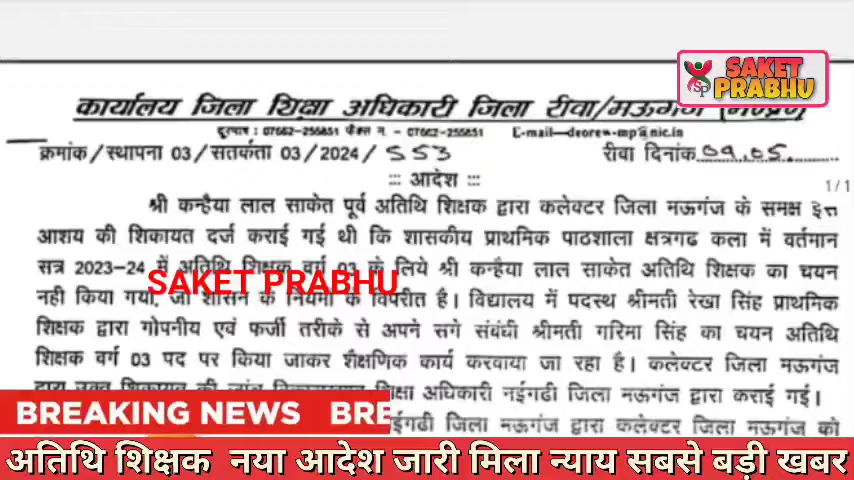 SAKET
PRABHU
कार्यालय जिला शिक्षा अधिकारी जिला रीवा/मऊगंज
दूरभाष : 07662-255851 फैक्स न. - 07662-255851 E-mail—deorew-mp@nic.in
क्रमांक/स्थापना 03/सतर्कता 03/2024/ 553 रीवा दिनांक 09.05.
::: आदेश :::
1/1
श्री कन्हैया लाल साकेत पूर्व अतिथि शिक्षक द्वारा कलेक्टर जिला मऊगंज के समक्ष इस
आशय की शिकायत दर्ज कराई गई थी कि शासकीय प्राथमिक पाठशाला क्षत्रगढ कला में वर्तमान
सत्र 2023-24 में अतिथि शिक्षक वर्ग 03 के लिये श्री कन्हैया लाल साकेत अतिथि शिक्षक का चयन
SAKET PRABHU
नही किया गया, जो शासन के नियमों के विपरीत है। विद्यालय में पदस्थ श्रीमती रेखा सिंह प्राथमिक
शिक्षक द्वारा गोपनीय एवं फर्जी तरीके से अपने सगे संबंधी श्रीमती गरिमा सिंह का चयन अतिथि
शिक्षक वर्ग 03 पद पर किया जाकर शैक्षणिक कार्य करवाया जा रहा है। कलेक्टर जिला मऊगंज
शिक्षा अधिकारी नईगढी जिला मऊगंज द्वारा कराई गई।
BREAKING NEWS BRE
ईगढी जिला मऊगंज द्वारा कलेक्टर जिला मऊगंज को
अतिथि शिक्षक नया आदेश जारी मिला न्याय सबसे बड़ी खबर